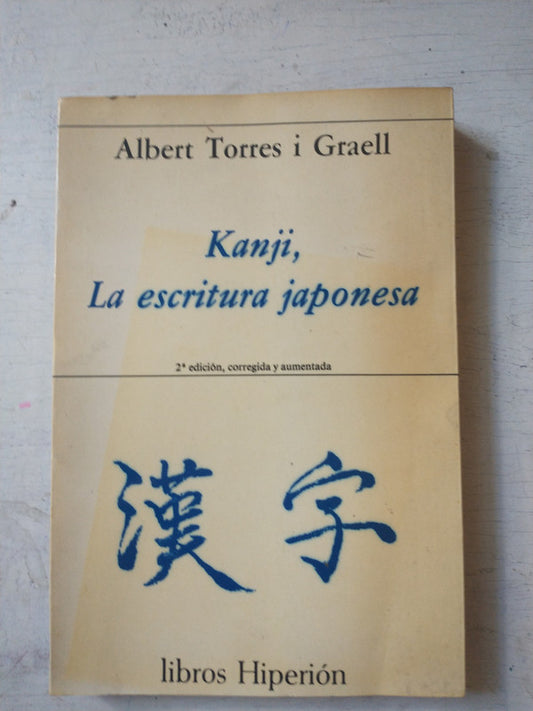 Albert Torres i Graell
Kanji,
La escritura japonesa
2ª edición, corregida y aumentada
漢字
libros Hiperión